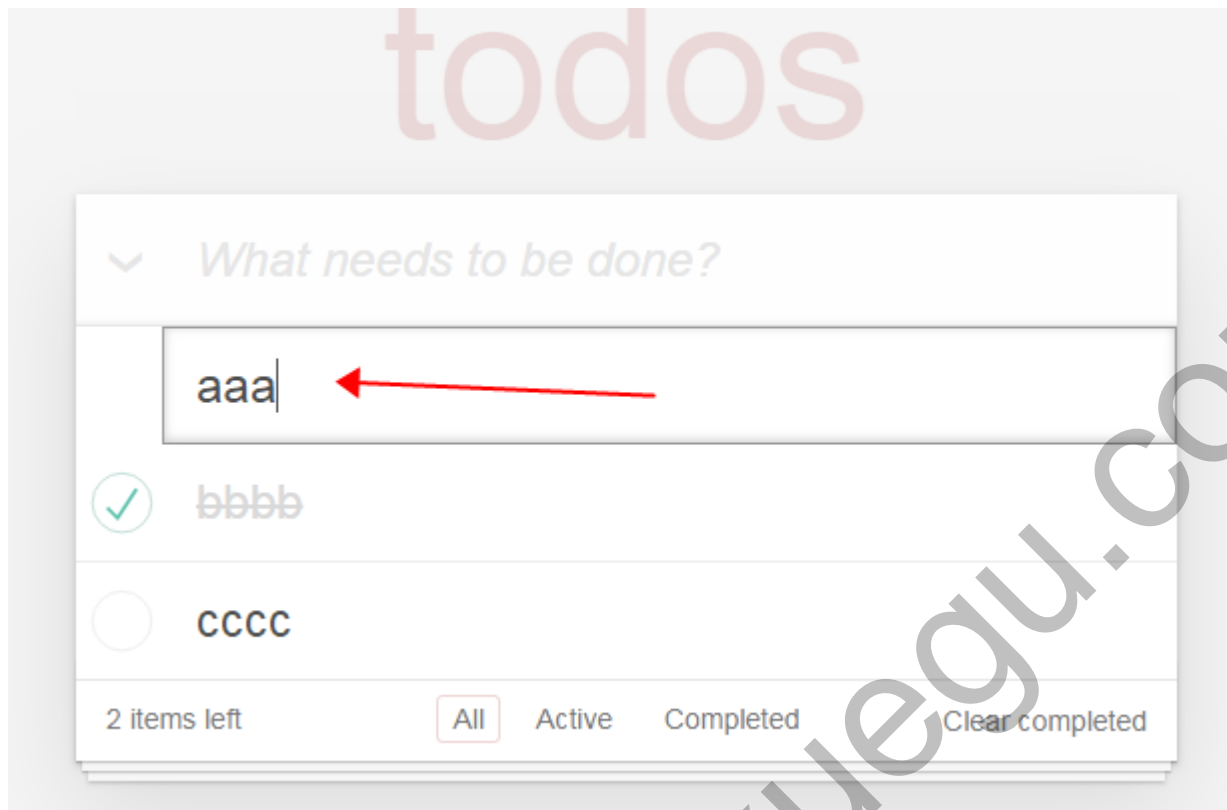 todos
What needs to be done?
aaa
bbbb
cccc
2 items left All Active Completed Clear completed